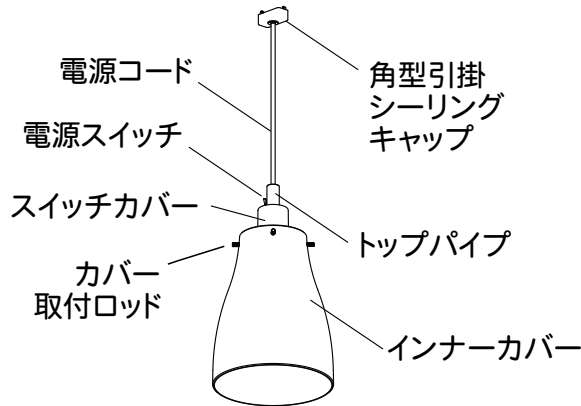 電源コード
角型引掛
シーリング
キャップ
電源スイッチ
スイッチカバー
トップパイプ
カバー
取付ロッド
インナーカバー